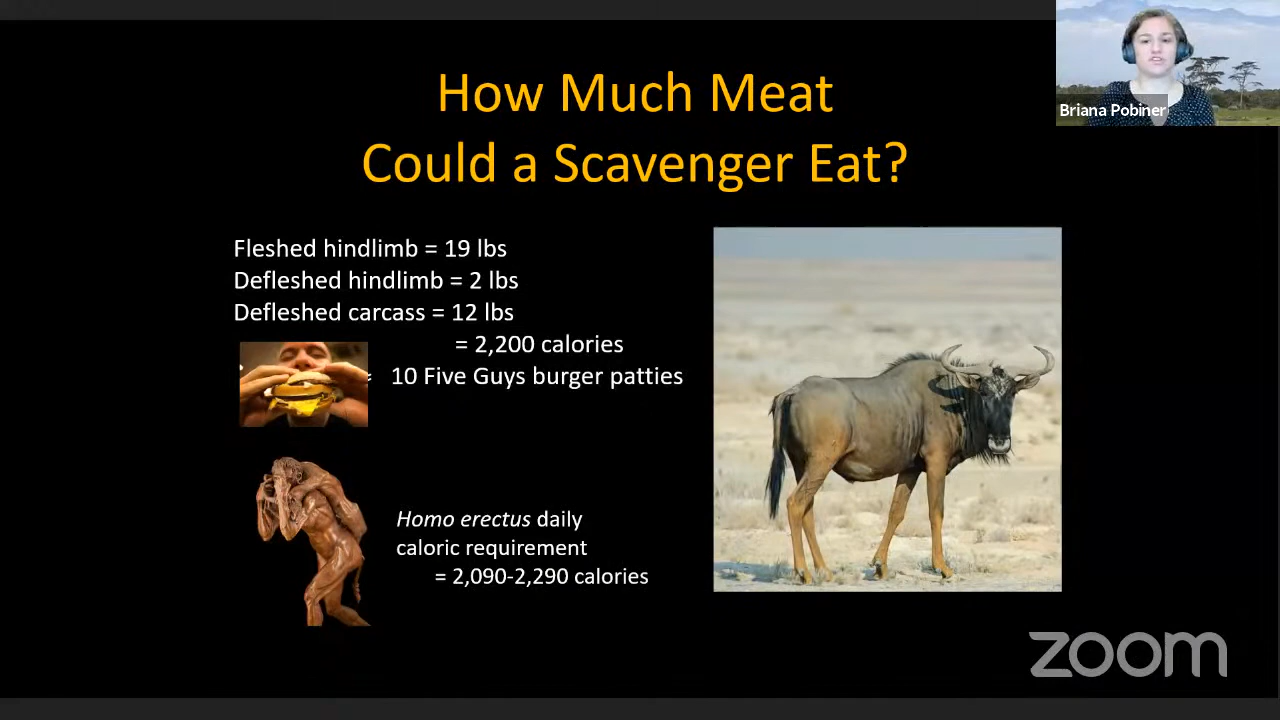 How Much Meat
Could a Scavenger Eat?
Fleshed hindlimb = 19 lbs
Defleshed hindlimb = 2 lbs
Defleshed carcass = 12 lbs
= 2,200 calories
10 Five Guys burger patties
Homo erectus daily
caloric requirement
= 2,090-2,290 calories
Briana Pobiner
zoom